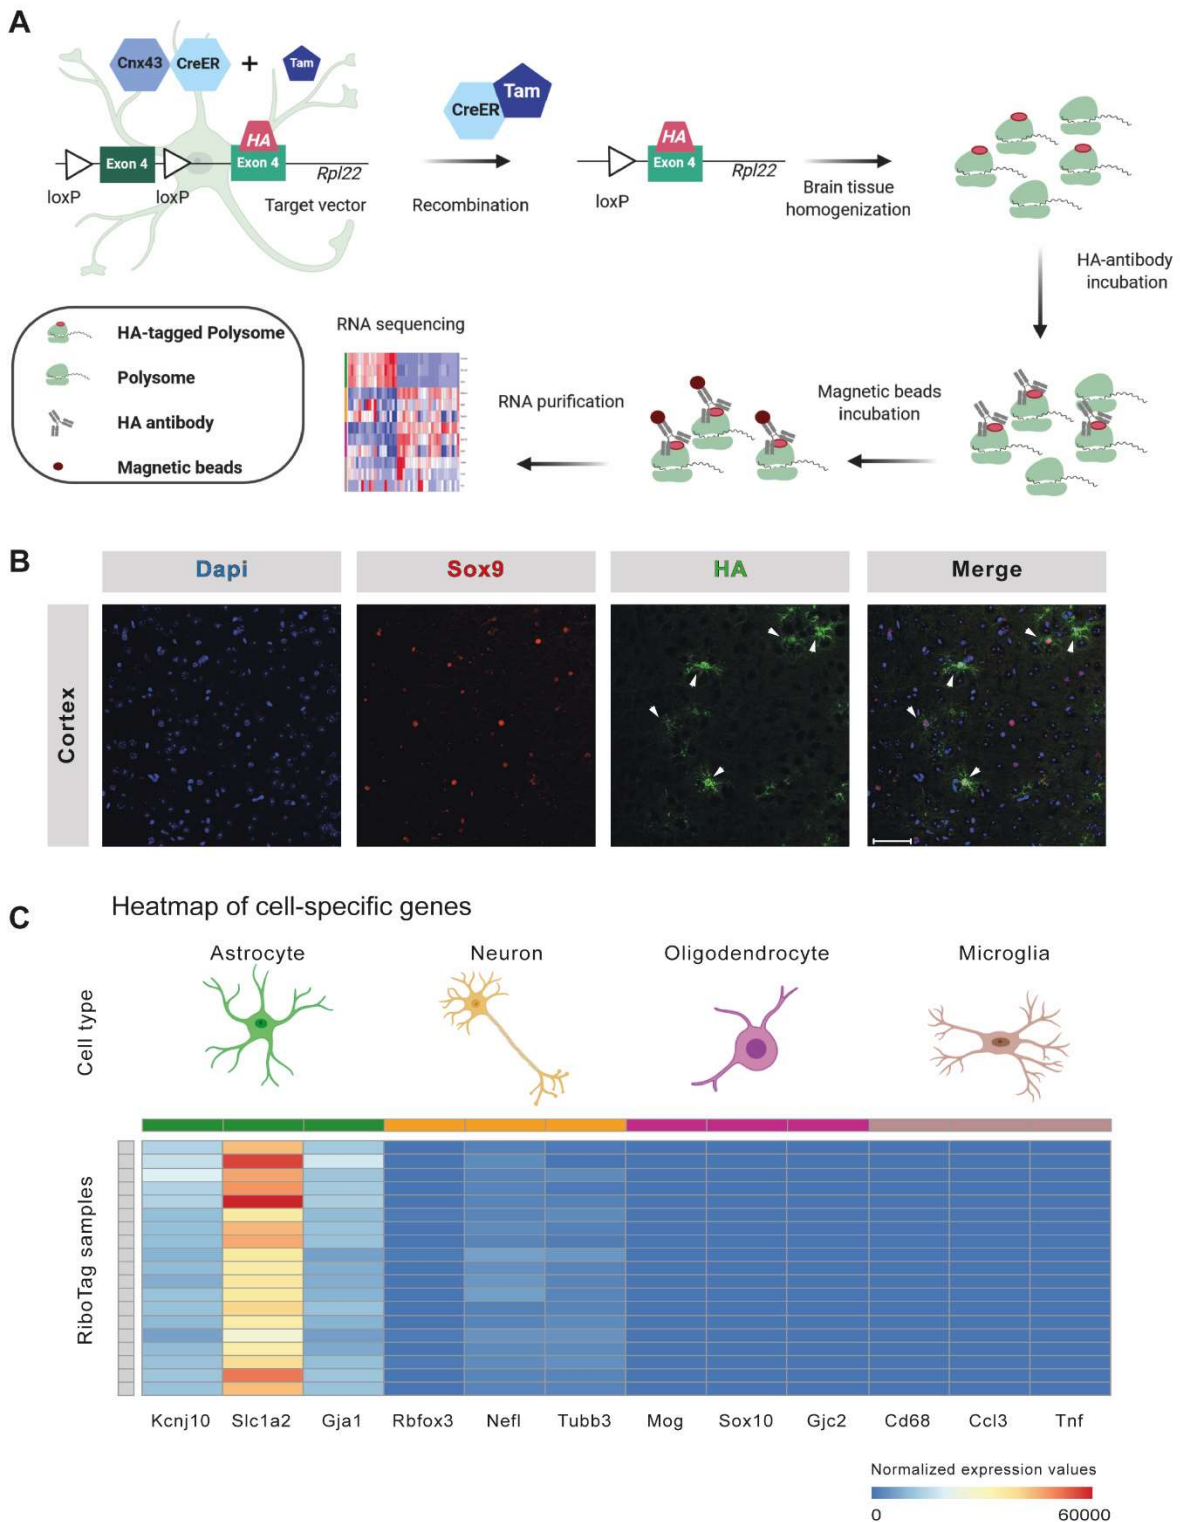 A
Cnx43 CreER + Tam
HA
Exon 4 Exon 4
Rpl22
loxP loxP Target vector
CreER Tam
Recombination
HA
Exon 4
Rpl22
loxP
Brain tissue
homogenization
HA-antibody
incubation
Magnetic beads
incubation
RNA purification
RNA sequencing
HA-tagged Polysome
Polysome
HA antibody
Magnetic beads
B
Dapi Sox9 HA Merge
Cortex
C
Heatmap of cell-specific genes
Cell type
Astrocyte Neuron Oligodendrocyte Microglia
RiboTag samples
Kcnj10 Slc1a2 Gja1 Rbfox3 Nefl Tubb3 Mog Sox10 Gjc2 Cd68 Ccl3 Tnf
Normalized expression values
0 60000